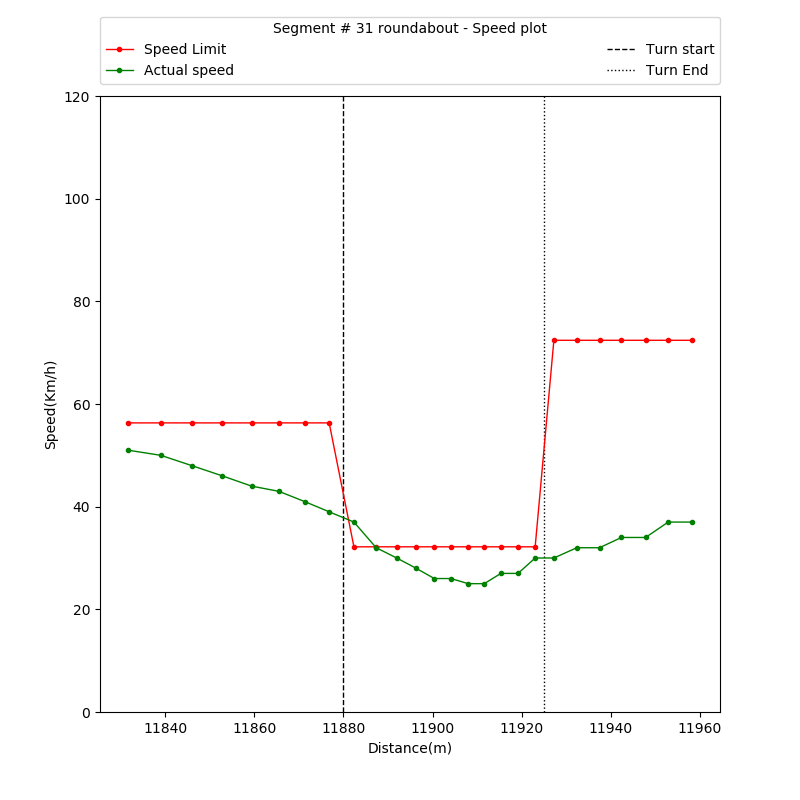 Segment # 31 roundabout - Speed plot
Speed Limit
Actual speed
Turn start
Turn End
120
100
80
60
40
20
0
Speed(Km/h)
11840 11860 11880 11900 11920 11940 11960
Distance(m)